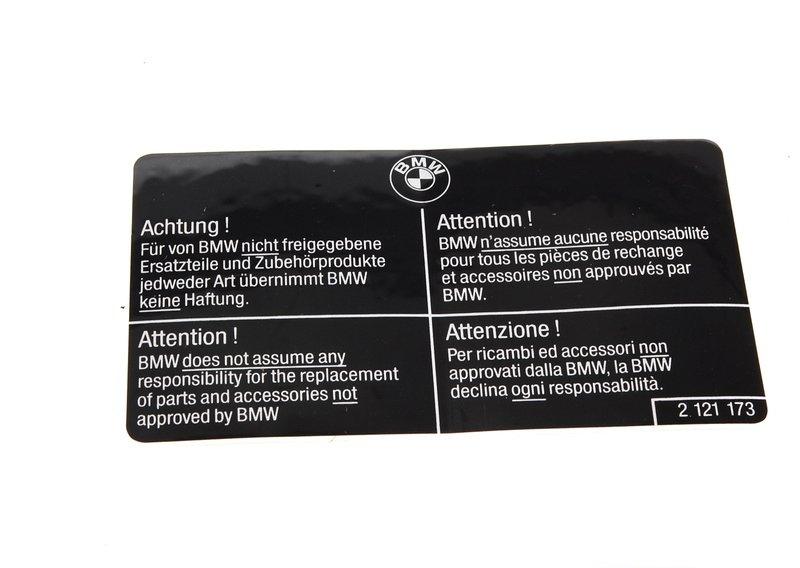 BMW
Achtung !
Für von BMW nicht freigegebene
Ersatzteile und Zubehörprodukte
jedweder Art übernimmt BMW
keine Haftung.
Attention !
BMW n'assume aucune responsabilité
pour tous les pièces de rechange
et accessoires non approuvés par
BMW.
Attention !
BMW does not assume any
responsibility for the replacement
of parts and accessories not
approved by BMW
Attenzione !
Per ricambi ed accessori non
approvati dalla BMW, la BMW
declina ogni responsabilità.
2 121 173